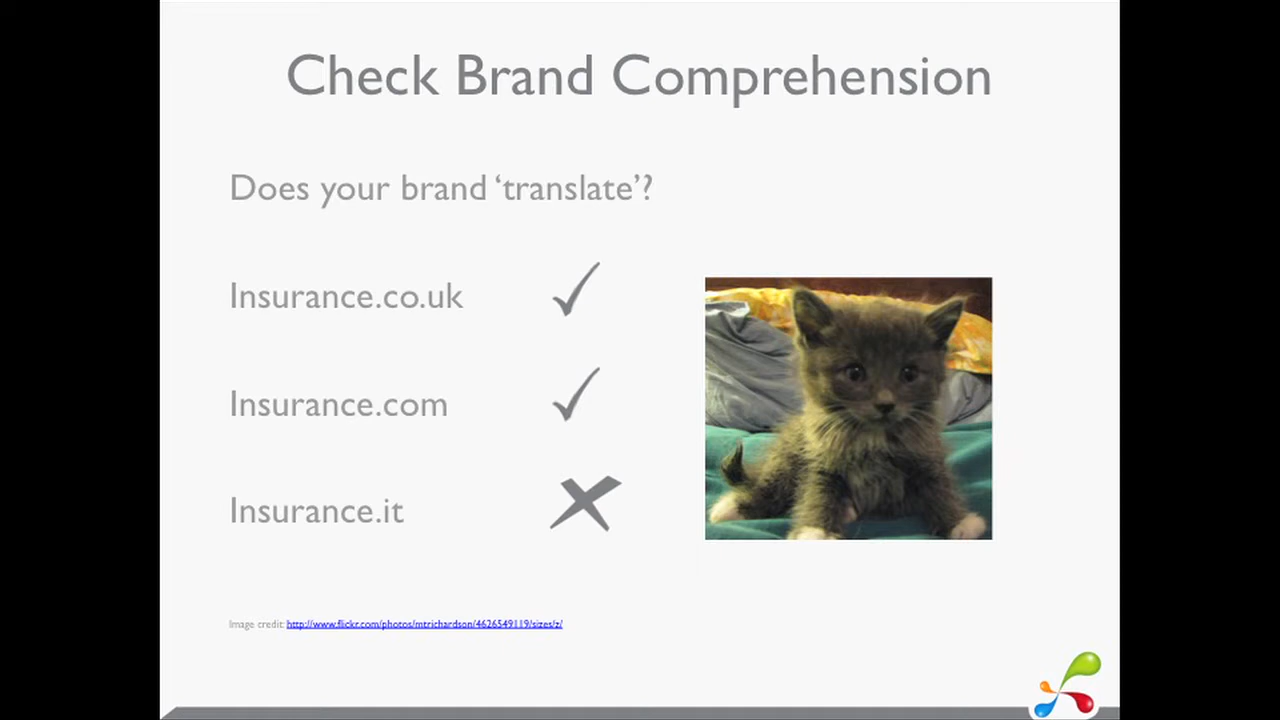 Check Brand Comprehension
Does your brand ‘translate’?
Insurance.co.uk
Insurance.com
Insurance.it
Image credit: http://www.flickr.com/photos/mtrichardson/4626549119/sizes/z/